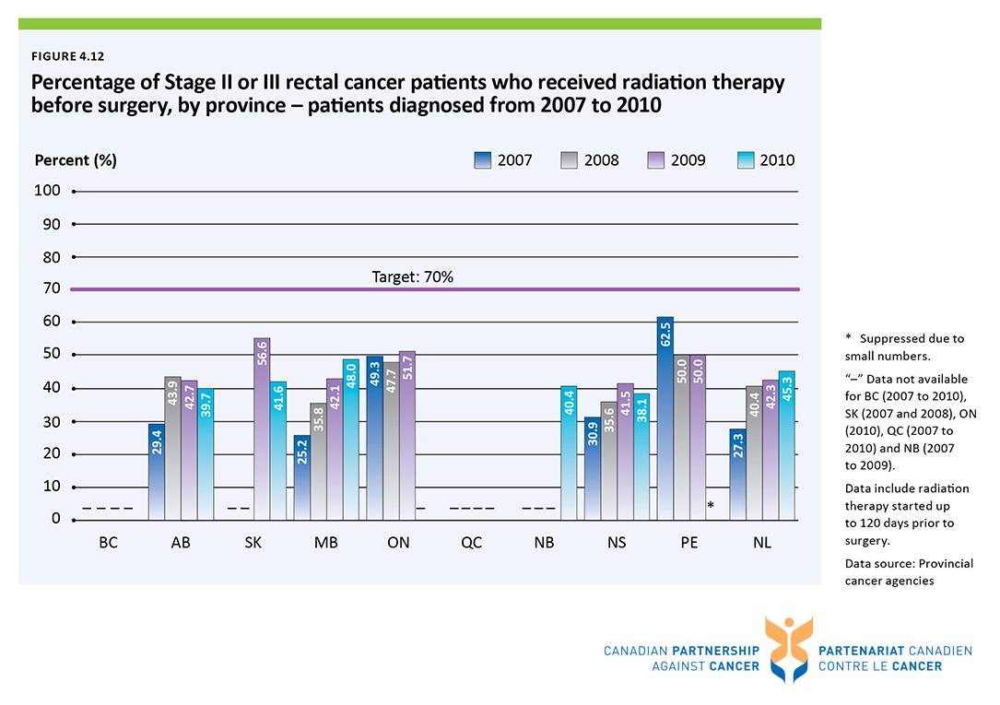 FIGURE 4.12
Percentage of Stage II or III rectal cancer patients who received radiation therapy
before surgery, by province – patients diagnosed from 2007 to 2010
Percent (%)
2007 2008 2009 2010
100
90
80
Target: 70%
70
60
50
40
30
20
10
0
29.4 43.9 42.7 39.7
56.6 41.6
25.2 35.8 42.1 48.0
49.3 47.7 51.7
40.4
30.9 35.6 41.5 38.1
62.5 50.0 50.0 *
27.3 40.4 42.3 45.3
BC AB SK MB ON QC NB NS PE NL
* Suppressed due to
small numbers.
“–” Data not available
for BC (2007 to 2010),
SK (2007 and 2008), ON
(2010), QC (2007 to
2010) and NB (2007
to 2009).
Data include radiation
therapy started up
to 120 days prior to
surgery.
Data source: Provincial
cancer agencies
CANADIAN PARTNERSHIP
AGAINST CANCER
PARTENARIAT CANADIEN
CONTRE LE CANCER